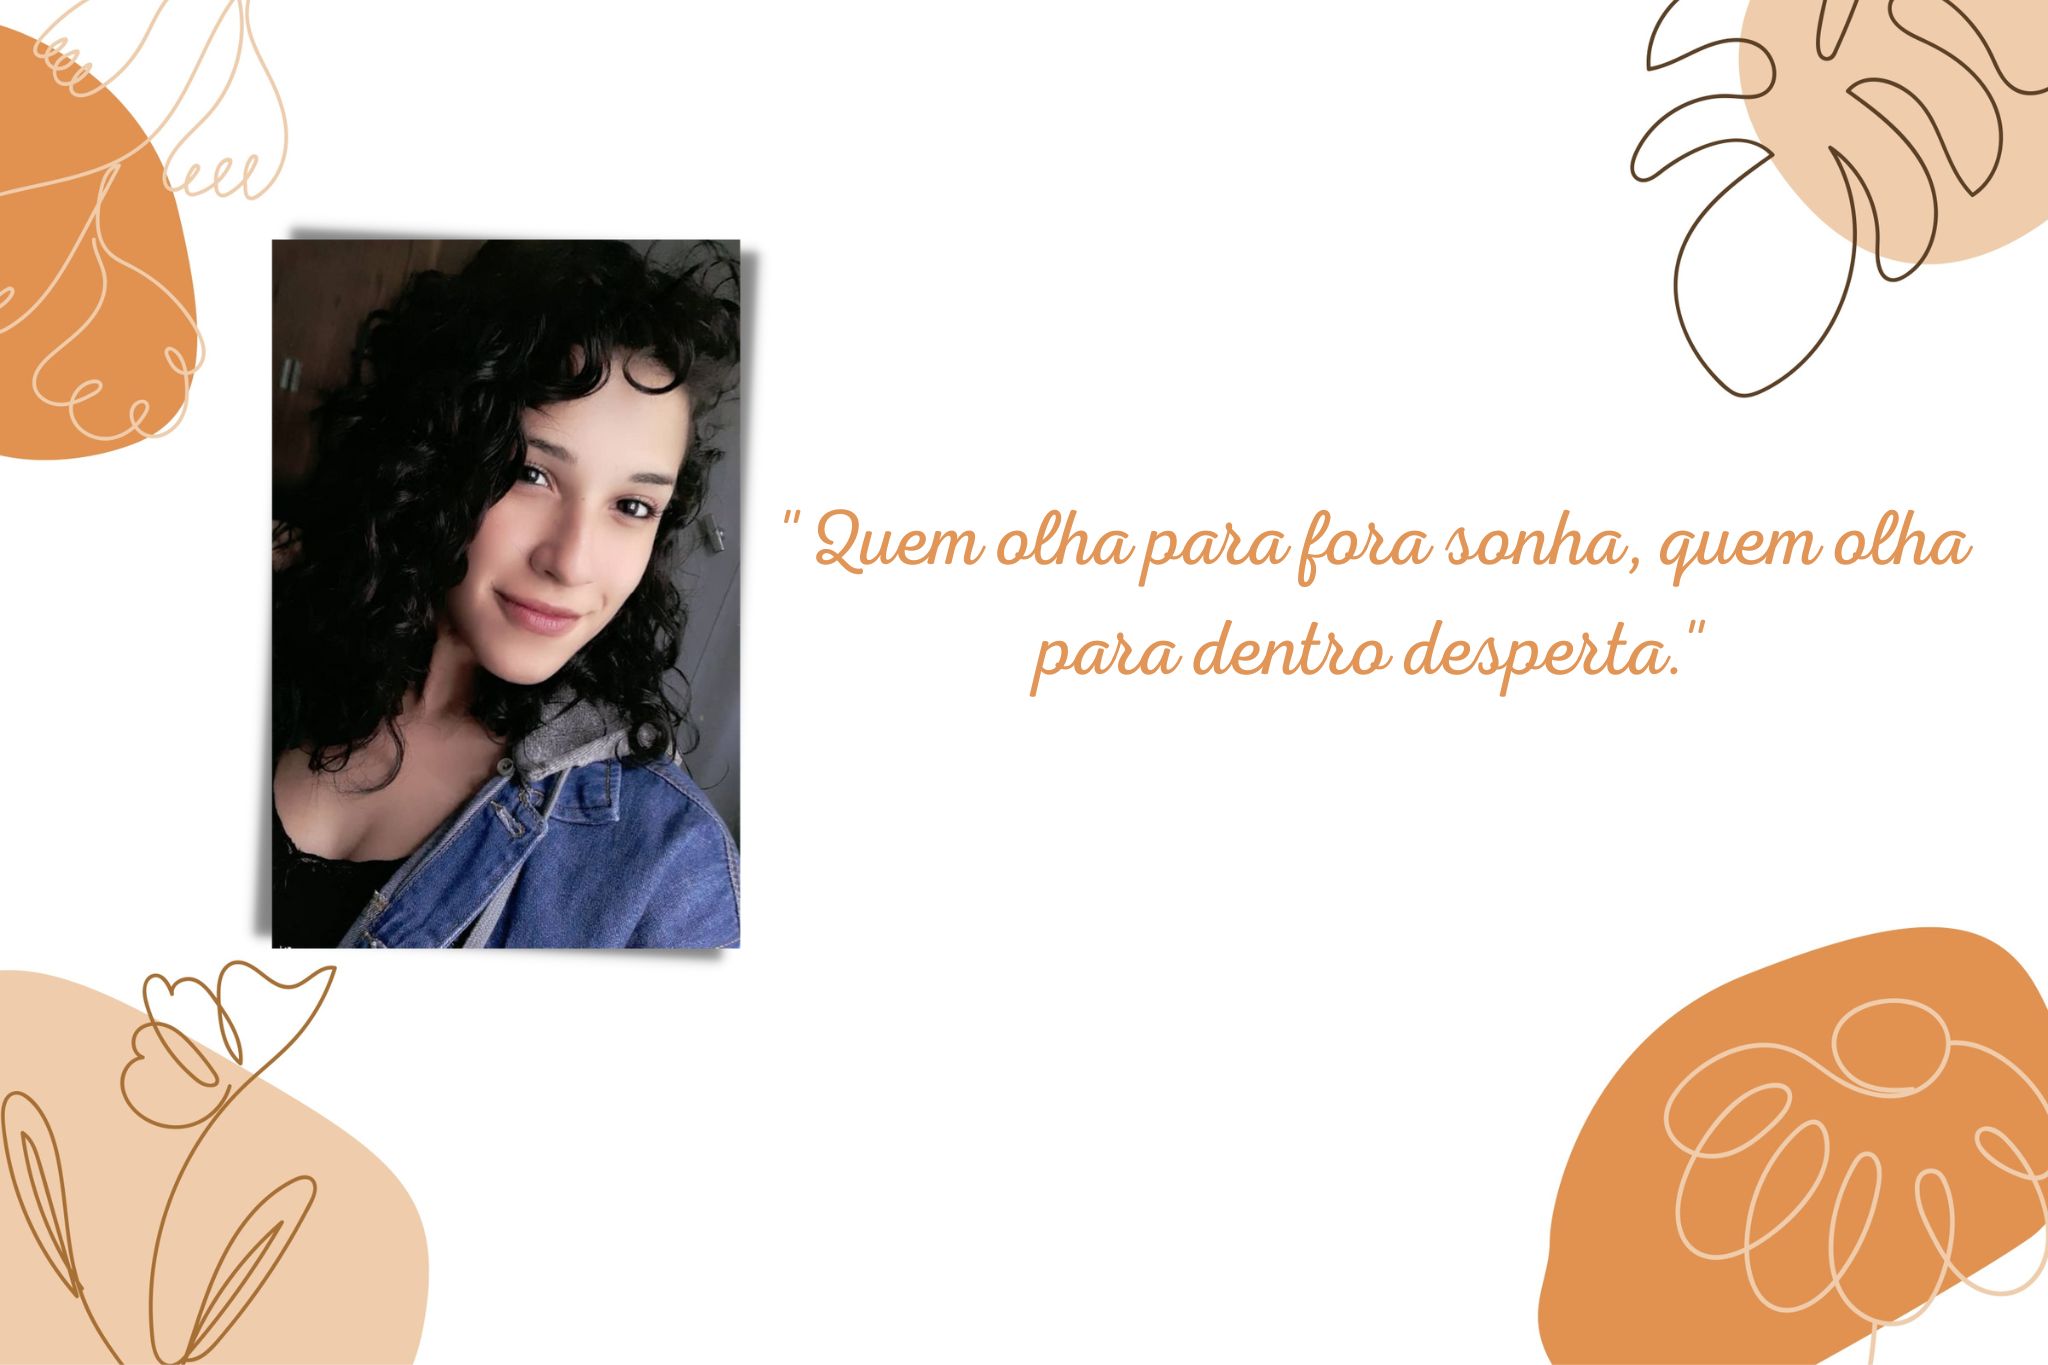 " Quem olha para fora sonha, quem olha
para dentro desperta."